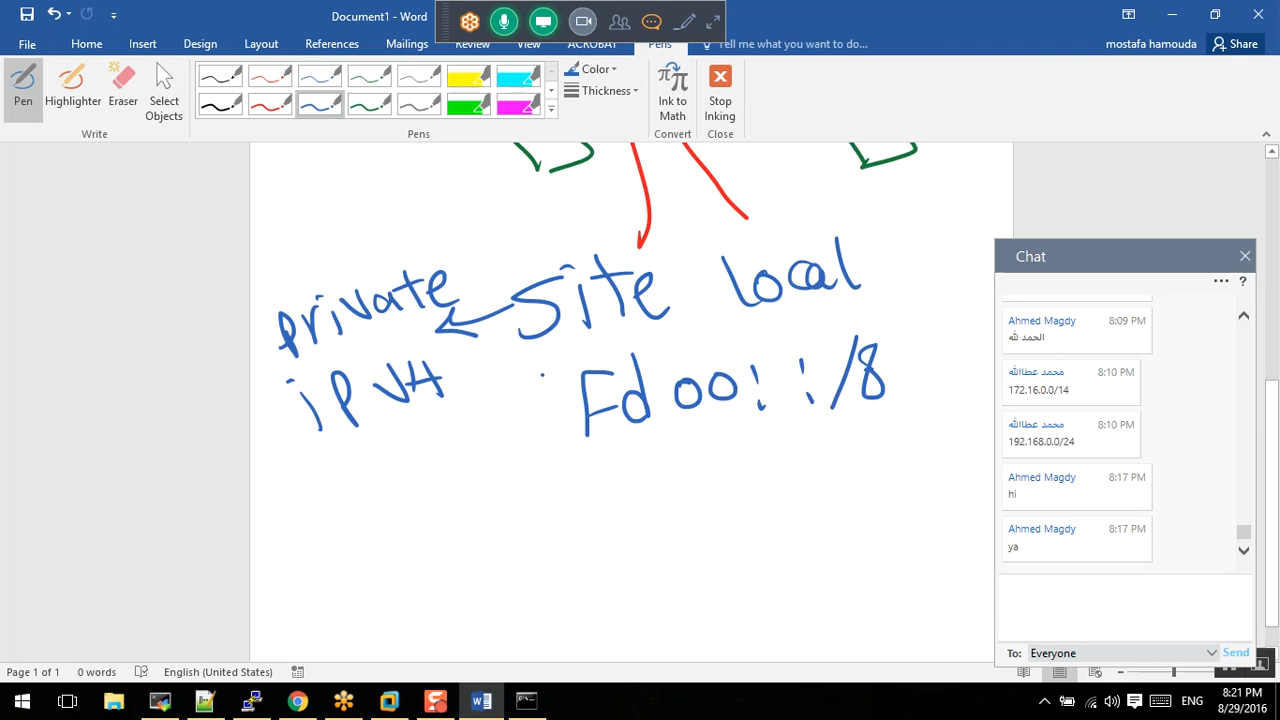 Document1 - Word
File
Home
Insert
Design
Layout
References
Mailings
Review
View
ACROBAT
Pens
Tell me what you want to do...
mostafa hamouda
Share
Pen
Highlighter
Eraser
Select Objects
Write
Pens
Color
Thickness
Ink to Math
Convert
Stop Inking
Close
private
ipv4
Site local
Fd00::/8
Chat
?
Ahmed Magdy 8:09 PM
الحمد لله
محمد عطاالله 8:10 PM
172.16.0.0/14
محمد عطاالله 8:10 PM
192.168.0.0/24
Ahmed Magdy 8:17 PM
hi
Ahmed Magdy 8:17 PM
ya
To: Everyone
Send
Page 1 of 1
0 words
English (United States)
ENG
8:21 PM
8/29/2016